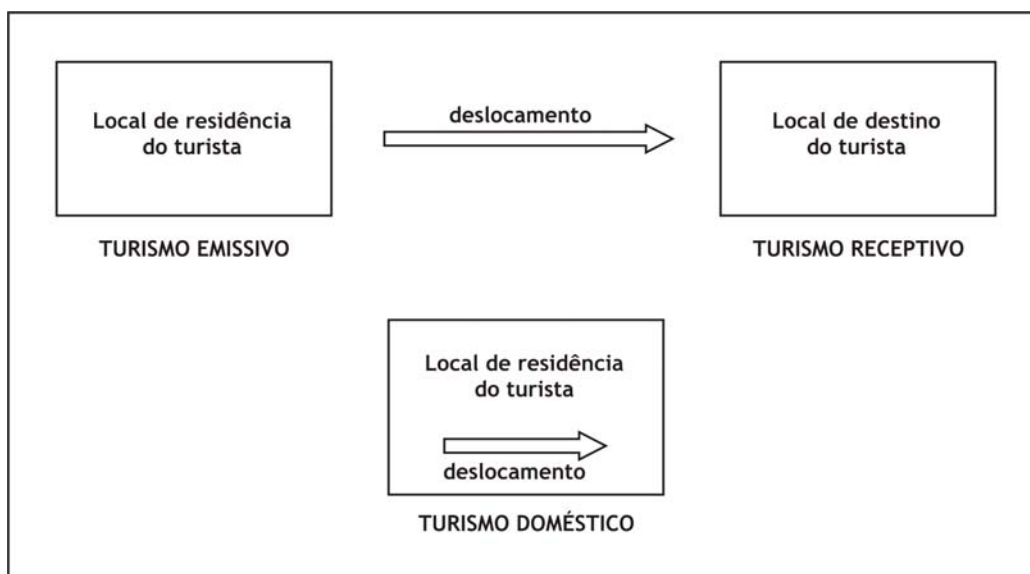 Local de residência
do turista
deslocamento
Local de destino
do turista
TURISMO EMISSIVO
TURISMO RECEPTIVO
Local de residência
do turista
deslocamento
TURISMO DOMÉSTICO